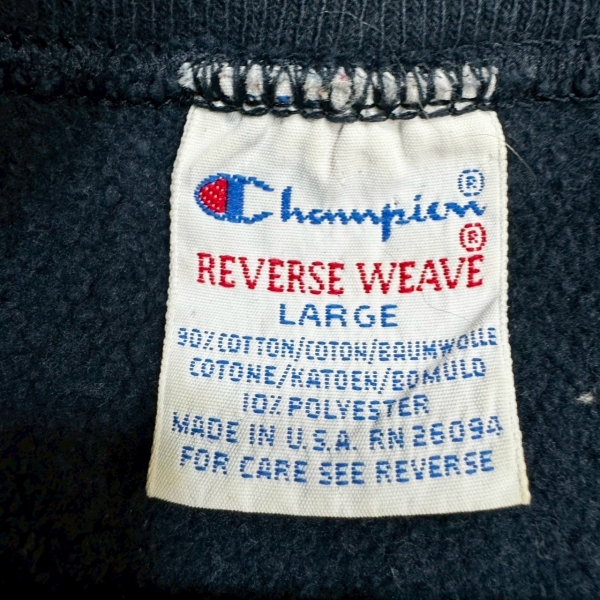 Champion ®
REVERSE WEAVE ®
LARGE
90% COTTON/COTON/BAUMWOLLE
COTONE/KATOEN/BOMULD
10% POLYESTER
MADE IN U.S.A. RN 26094
FOR CARE SEE REVERSE